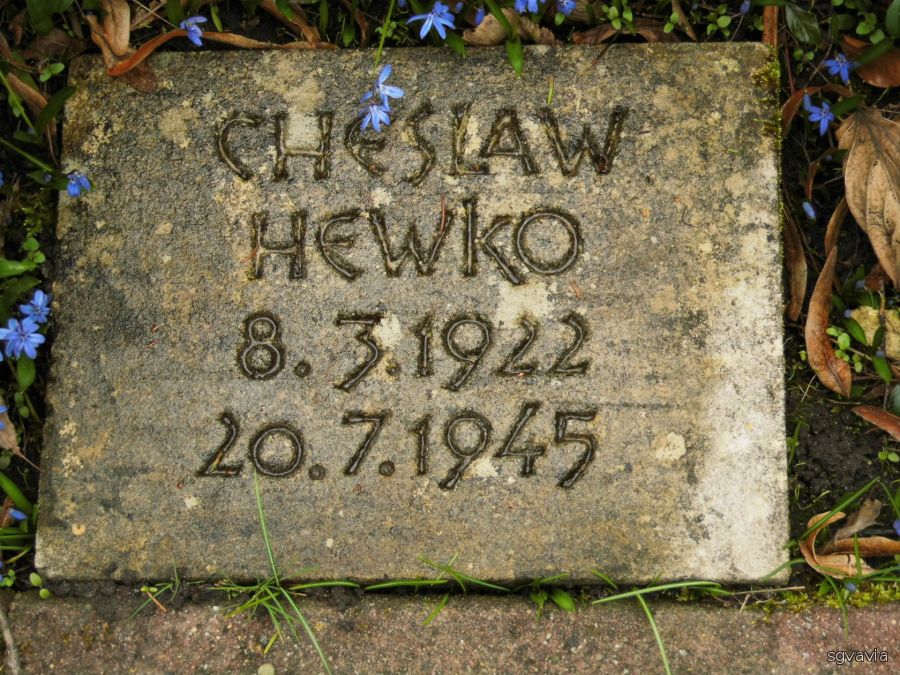 CHESLAW
HEWKO
8. 3.1922
20.7.1945
sgvavia